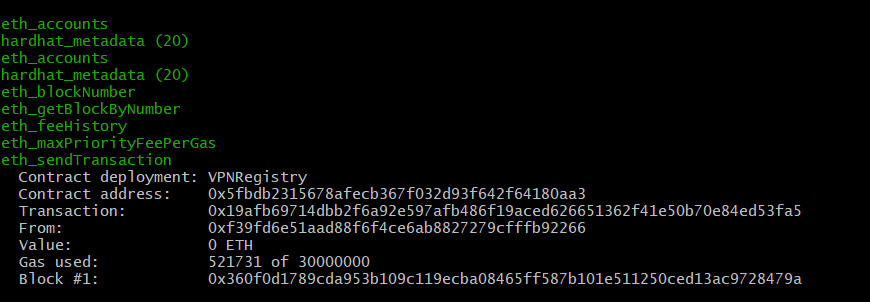 eth_accounts
hardhat_metadata (20)
eth_accounts
hardhat_metadata (20)
eth_blockNumber
eth_getBlockByNumber
eth_feeHistory
eth_maxPriorityFeePerGas
eth_sendTransaction
Contract deployment: VPNRegistry
Contract address: 0x5fbdb2315678afecb367f032d93f642f64180aa3
Transaction: 0x19afb69714dbb2f6a92e597afb486f19aced626651362f41e50b70e84ed53fa5
From: 0xf39fd6e51aad88f6f4ce6ab8827279cfffb92266
Value: 0 ETH
Gas used: 521731 of 30000000
Block #1: 0x360f0d1789cda953b109c119ecba08465ff587b101e511250ced13ac9728479a